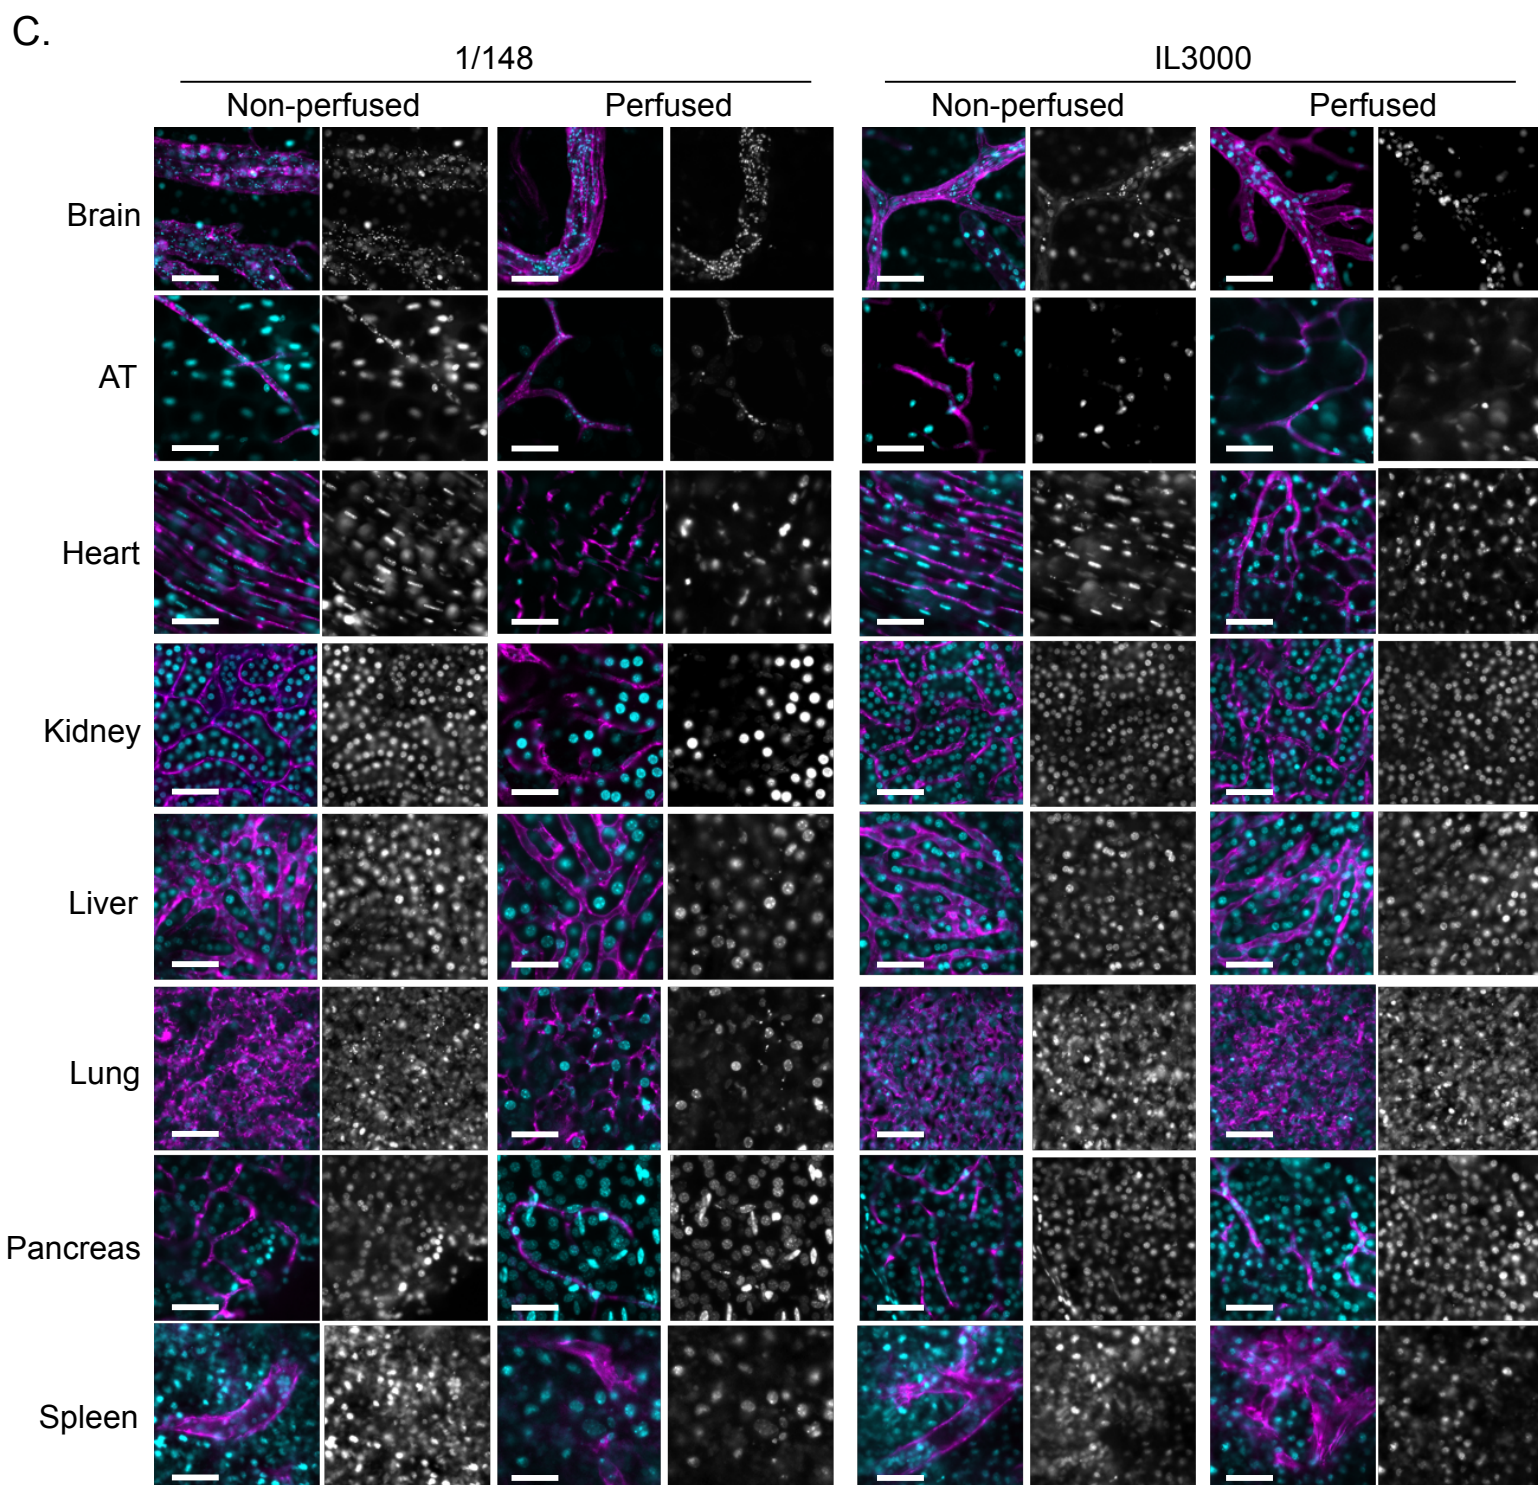 C.
1/148 IL3000
Non-perfused Perfused Non-perfused Perfused
Brain
AT
Heart
Kidney
Liver
Lung
Pancreas
Spleen